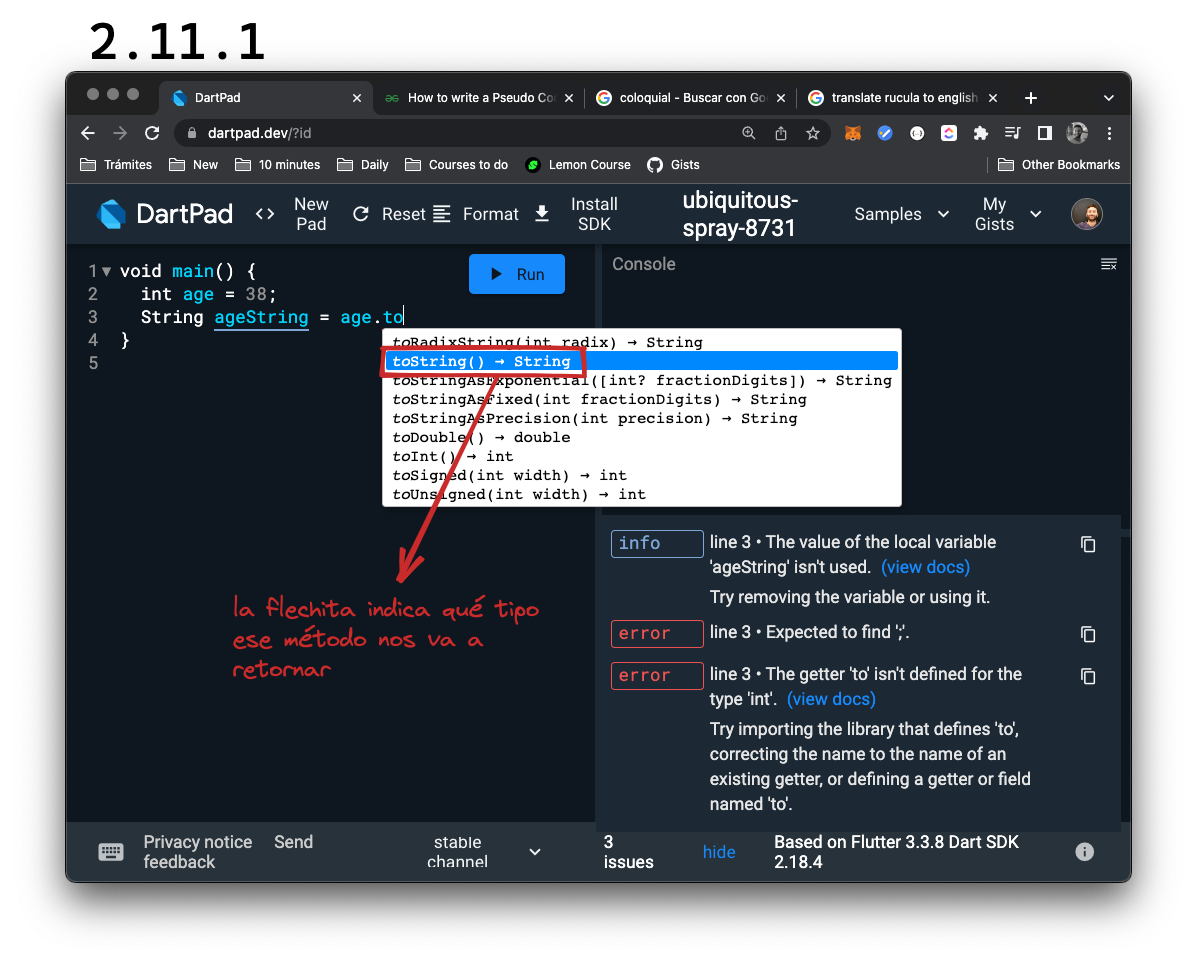 2.11.1
DartPad
How to write a Pseudo Co
coloquial - Buscar con Go
translate rucula to english
dartpad.dev/?id
Trámites
New
10 minutes
Daily
Courses to do
Lemon Course
Gists
Other Bookmarks
DartPad
<> New Pad
Reset
Format
Install SDK
ubiquitous-spray-8731
Samples
My Gists
1 void main() {
2 int age = 38;
3 String ageString = age.to
4 }
5
Run
Console
toRadixString(int radix) → String
toString() → String
toStringAsExponential([int? fractionDigits]) → String
toStringAsFixed(int fractionDigits) → String
toStringAsPrecision(int precision) → String
toDouble() → double
toInt() → int
toSigned(int width) → int
toUnsigned(int width) → int
la flechita indica qué tipo
ese método nos va a
retornar
info line 3 • The value of the local variable
'ageString' isn't used. (view docs)
Try removing the variable or using it.
error line 3 • Expected to find ';'.
error line 3 • The getter 'to' isn't defined for the
type 'int'. (view docs)
Try importing the library that defines 'to',
correcting the name to the name of an
existing getter, or defining a getter or field
named 'to'.
Privacy notice
Send
feedback
stable
channel
3
issues
hide
Based on Flutter 3.3.8 Dart SDK
2.18.4